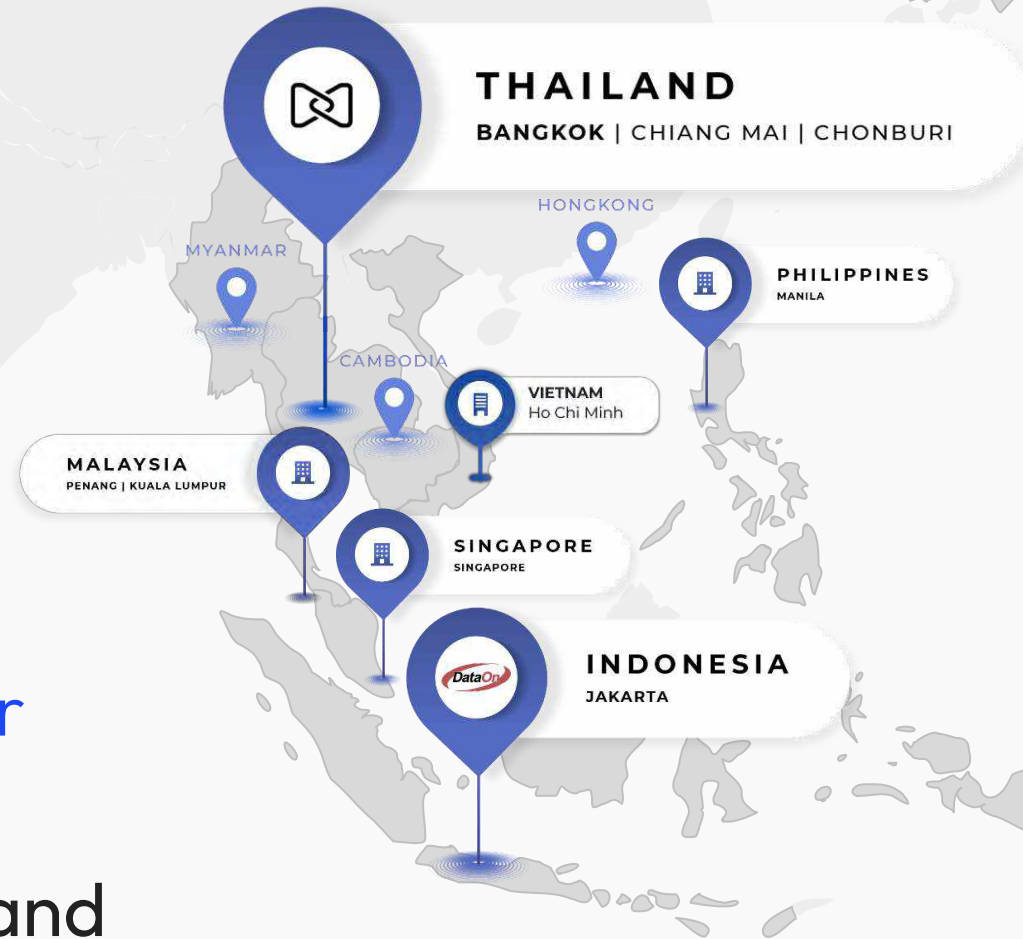 THAILAND
BANGKOK | CHIANG MAI | CHONBURI
HONGKONG
MYANMAR
PHILIPPINES
MANILA
CAMBODIA
VIETNAM
Ho Chi Minh
MALAYSIA
PENANG | KUALA LUMPUR
SINGAPORE
SINGAPORE
INDONESIA
JAKARTA
DataOn
r
and